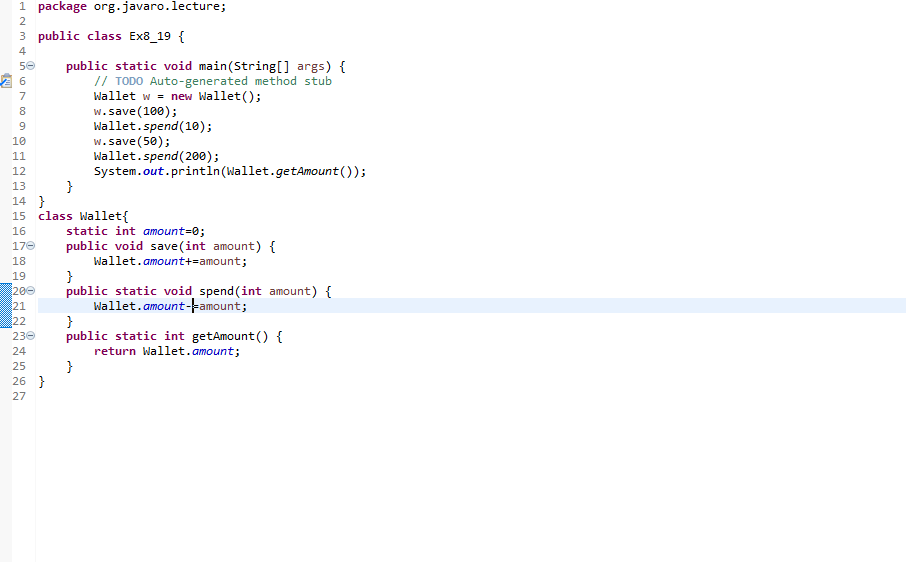 1 package org.javaro.lecture;
2
3 public class Ex8_19 {
4
5 public static void main(String[] args) {
6 // TODO Auto-generated method stub
7 Wallet w = new Wallet();
8 w.save(100);
9 Wallet.spend(10);
10 w.save(50);
11 Wallet.spend(200);
12 System.out.println(Wallet.getAmount());
13 }
14 }
15 class Wallet{
16 static int amount=0;
17 public void save(int amount) {
18 Wallet.amount+=amount;
19 }
20 public static void spend(int amount) {
21 Wallet.amount-=amount;
22 }
23 public static int getAmount() {
24 return Wallet.amount;
25 }
26 }
27